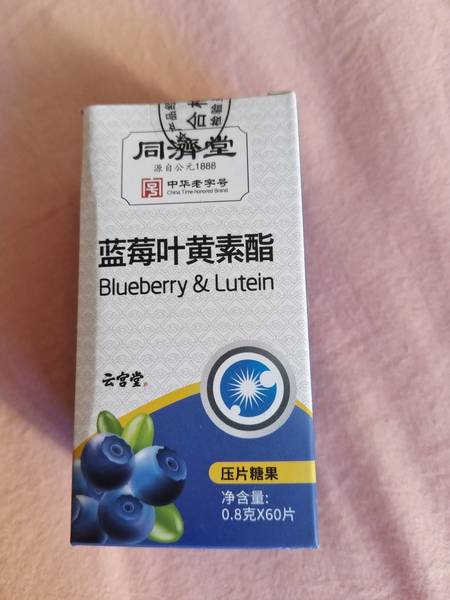 同濟堂
源自公元1888
中华老字号
China Time-honored Brand
蓝莓叶黄素酯
Blueberry & Lutein
云宫堂
压片糖果
净含量:
0.8克X60片